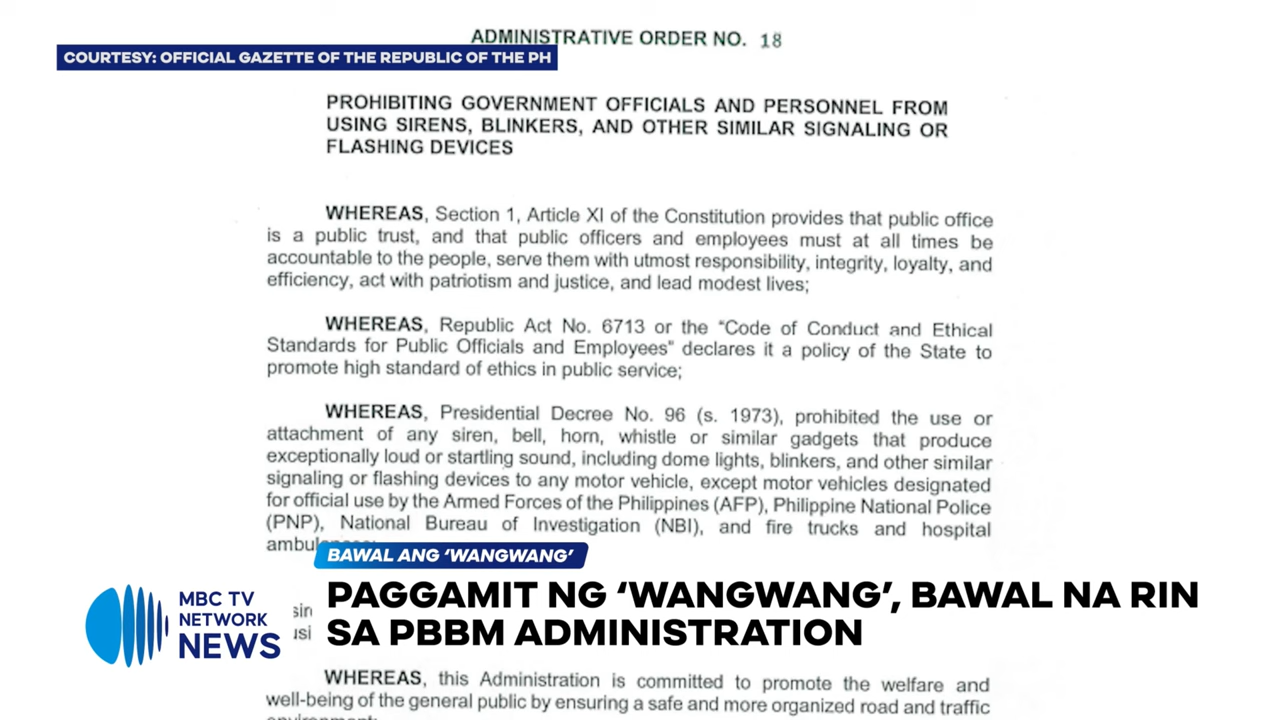 ADMINISTRATIVE ORDER NO. 18
COURTESY: OFFICIAL GAZETTE OF THE REPUBLIC OF THE PH
PROHIBITING GOVERNMENT OFFICIALS AND PERSONNEL FROM
USING SIRENS, BLINKERS, AND OTHER SIMILAR SIGNALING OR
FLASHING DEVICES
WHEREAS, Section 1, Article XI of the Constitution provides that public office
is a public trust, and that public officers and employees must at all times be
accountable to the people, serve them with utmost responsibility, integrity, loyalty, and
efficiency, act with patriotism and justice, and lead modest lives;
WHEREAS, Republic Act No. 6713 or the “Code of Conduct and Ethical
Standards for Public Officials and Employees” declares it a policy of the State to
promote high standard of ethics in public service;
WHEREAS, Presidential Decree No. 96 (s. 1973), prohibited the use or
attachment of any siren, bell, horn, whistle or similar gadgets that produce
exceptionally loud or startling sound, including dome lights, blinkers, and other similar
signaling or flashing devices to any motor vehicle, except motor vehicles designated
for official use by the Armed Forces of the Philippines (AFP), Philippine National Police
(PNP), National Bureau of Investigation (NBI), and fire trucks and hospital
BAWAL ANG ‘WANGWANG’
MBC TV
NETWORK
NEWS
PAGGAMIT NG ‘WANGWANG’, BAWAL NA RIN
SA PBBM ADMINISTRATION
WHEREAS, this Administration is committed to promote the welfare and
well-being of the general public by ensuring a safe and more organized road and traffic